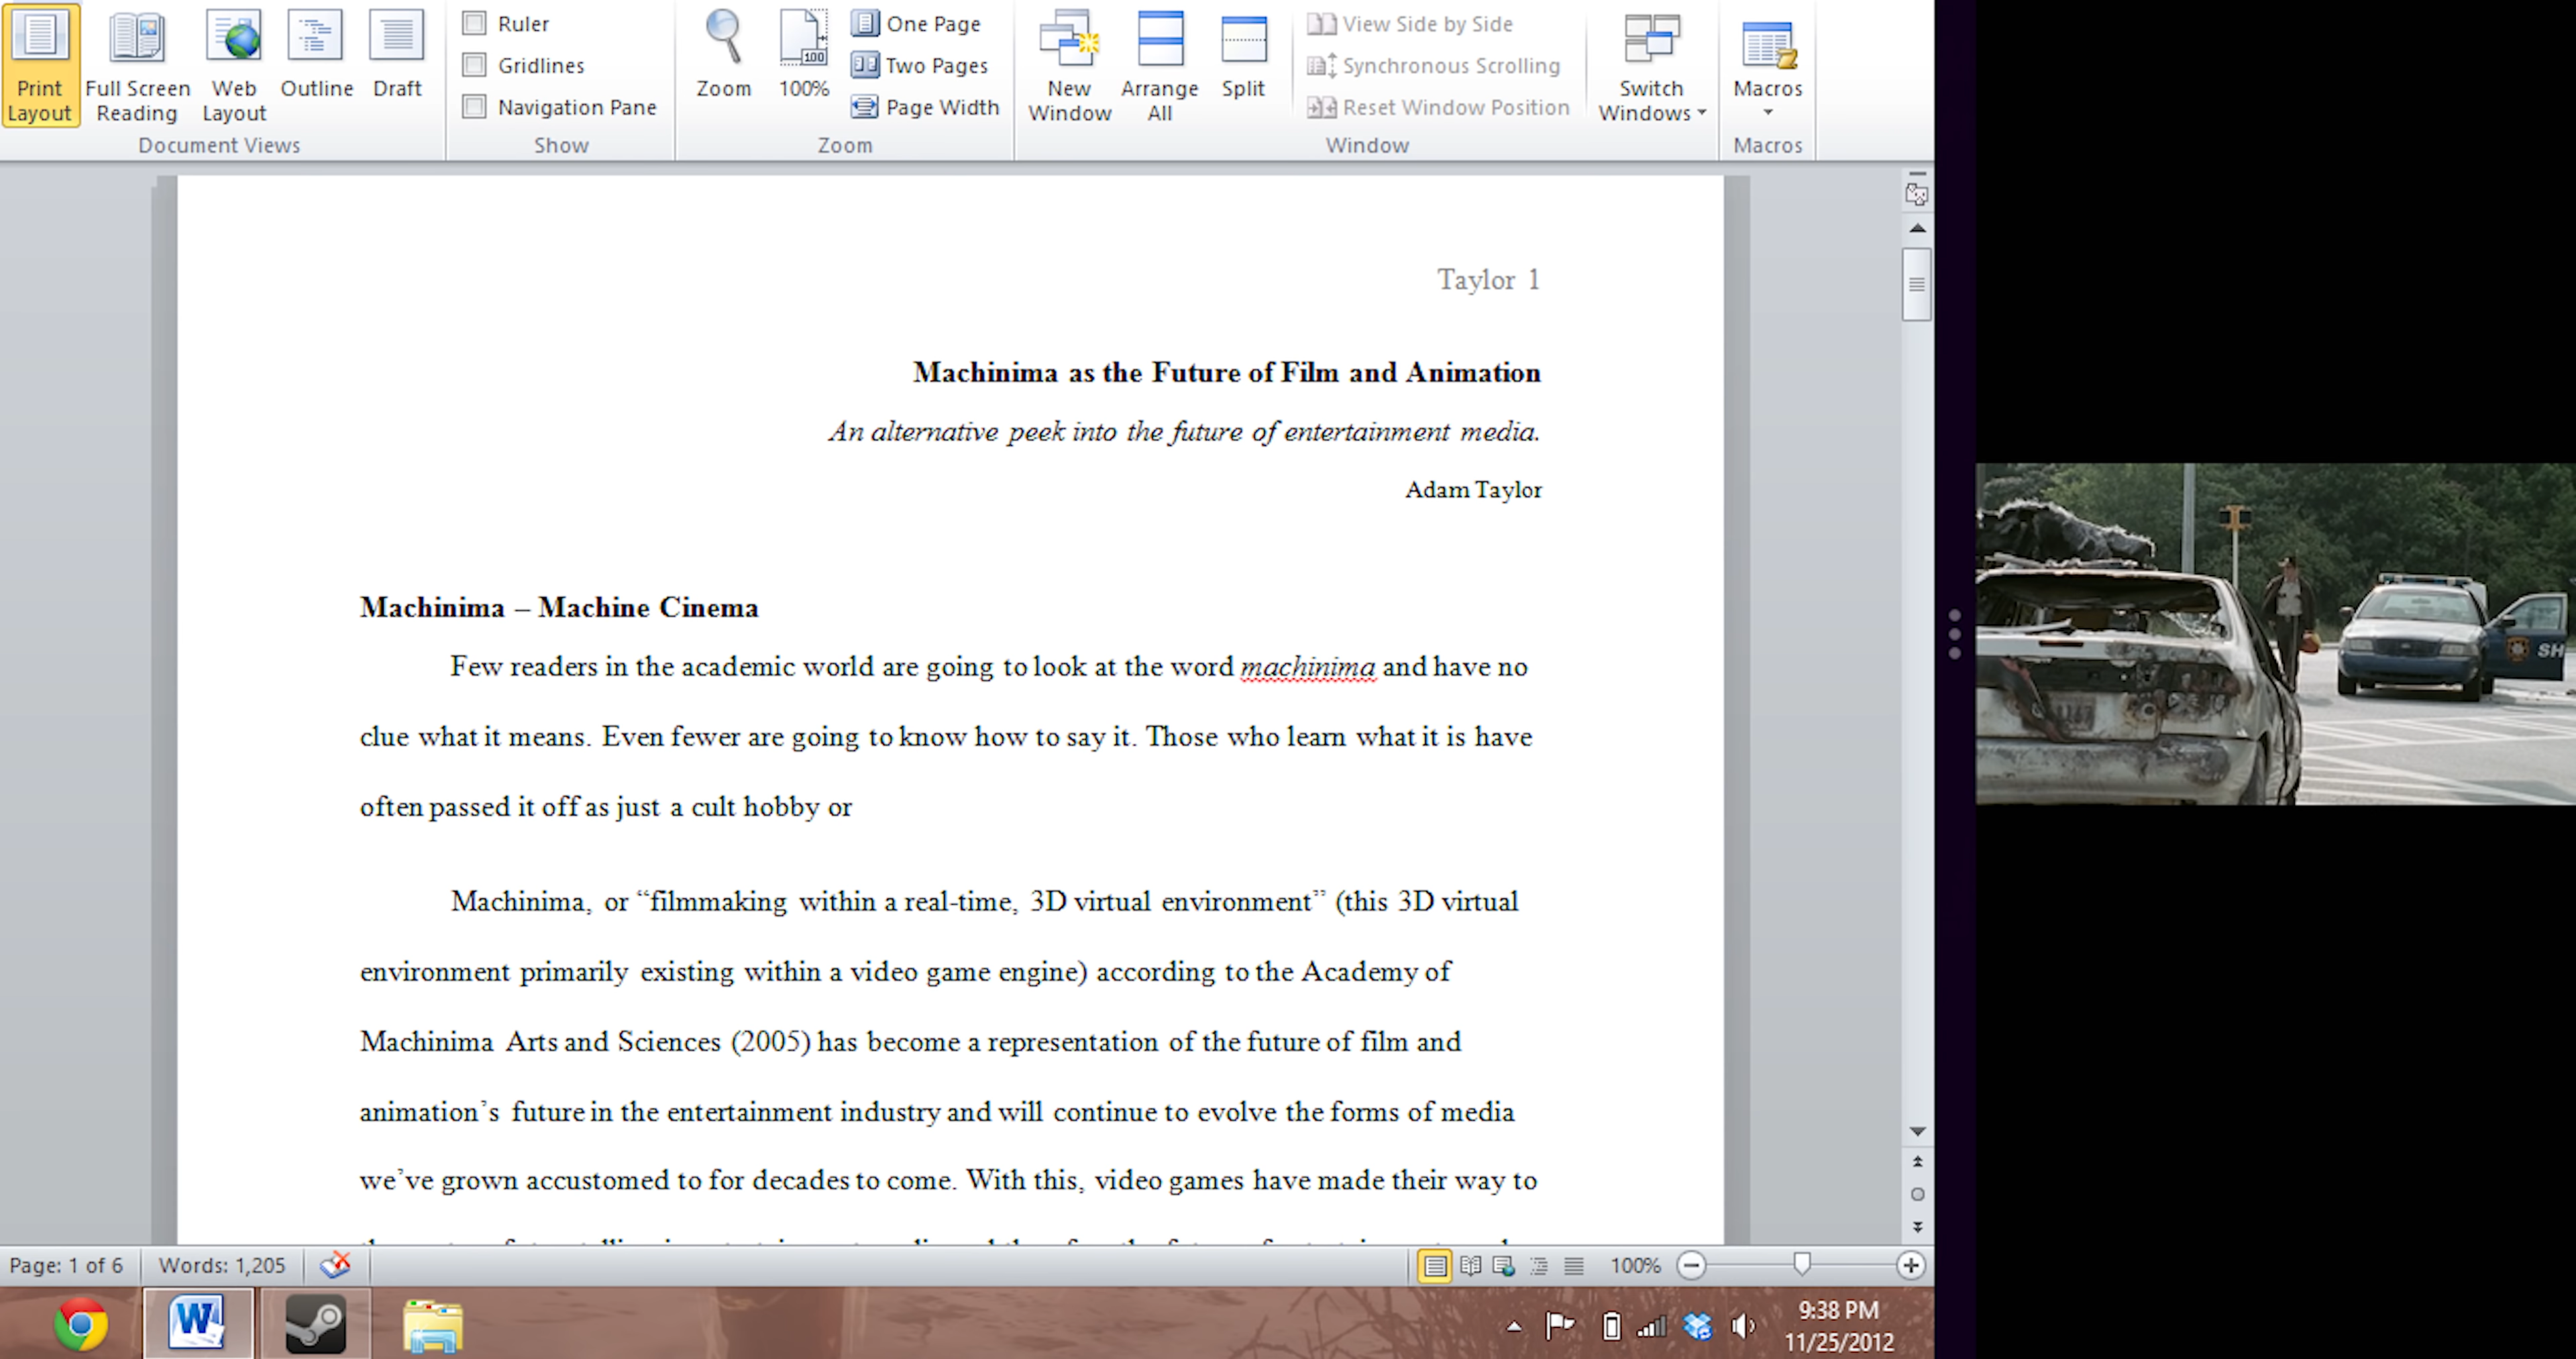 Print Layout
Full Screen Reading
Web Layout
Outline
Draft
Document Views
Ruler
Gridlines
Navigation Pane
Show
Zoom
100%
One Page
Two Pages
Page Width
Zoom
New Window
Arrange All
Split
View Side by Side
Synchronous Scrolling
Reset Window Position
Window
Switch Windows
Macros
Macros
Taylor 1
Machinima as the Future of Film and Animation
An alternative peek into the future of entertainment media.
Adam Taylor
Machinima – Machine Cinema
Few readers in the academic world are going to look at the word machinima and have no
clue what it means. Even fewer are going to know how to say it. Those who learn what it is have
often passed it off as just a cult hobby or
Machinima, or “filmmaking within a real-time, 3D virtual environment” (this 3D virtual
environment primarily existing within a video game engine) according to the Academy of
Machinima Arts and Sciences (2005) has become a representation of the future of film and
animation’s future in the entertainment industry and will continue to evolve the forms of media
we’ve grown accustomed to for decades to come. With this, video games have made their way to
SH
Page: 1 of 6
Words: 1,205
100%
9:38 PM
11/25/2012